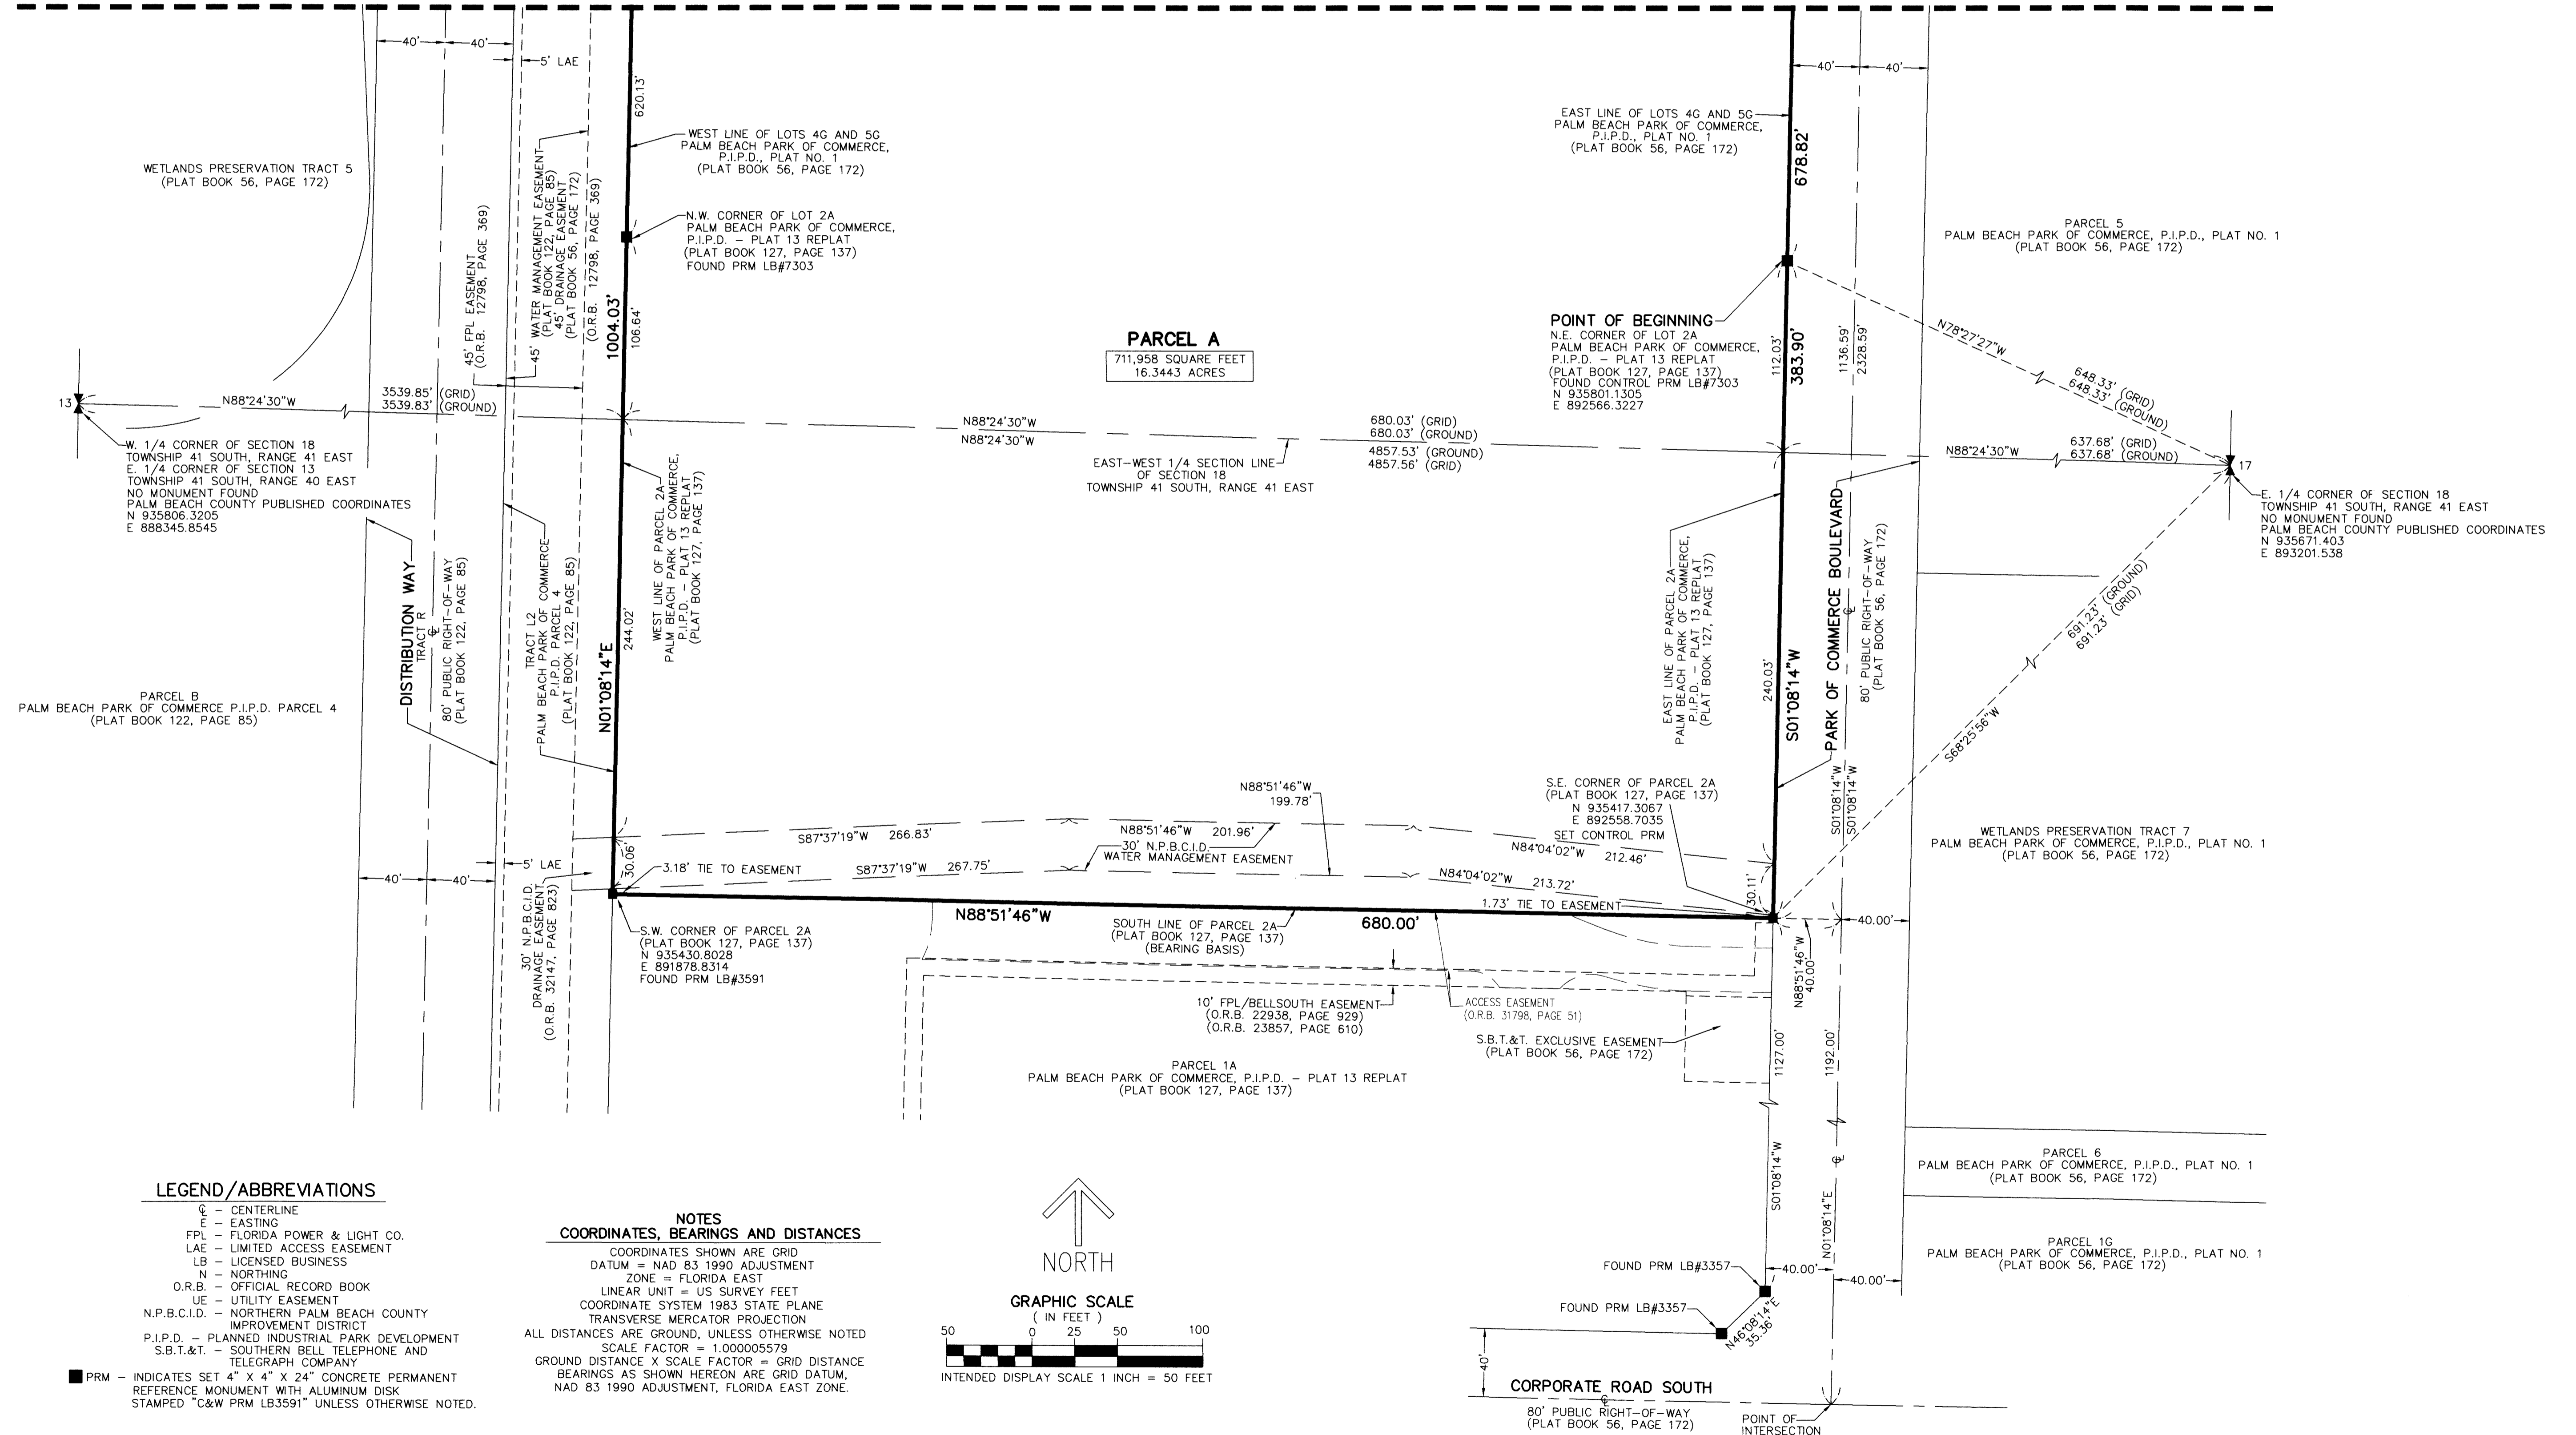 40'
40'
5' LAE
620.13'
WEST LINE OF LOTS 4G AND 5G
PALM BEACH PARK OF COMMERCE,
P.I.P.D., PLAT NO. 1
(PLAT BOOK 56, PAGE 172)
EAST LINE OF LOTS 4G AND 5G
PALM BEACH PARK OF COMMERCE,
P.I.P.D., PLAT NO. 1
(PLAT BOOK 56, PAGE 172)
678.82'
40'
40'
WETLANDS PRESERVATION TRACT 5
(PLAT BOOK 56, PAGE 172)
45' FPL EASEMENT
(O.R.B. 12798, PAGE 369)
45' WATER MANAGEMENT EASEMENT
(PLAT BOOK 122, PAGE 85)
45' DRAINAGE EASEMENT
(PLAT BOOK 56, PAGE 172)
(O.R.B. 12798, PAGE 369)
N.W. CORNER OF LOT 2A
PALM BEACH PARK OF COMMERCE,
P.I.P.D. – PLAT 13 REPLAT
(PLAT BOOK 127, PAGE 137)
FOUND PRM LB#7303
1004.03'
106.64'
PARCEL A
711,958 SQUARE FEET
16.3443 ACRES
POINT OF BEGINNING
N.E. CORNER OF LOT 2A
PALM BEACH PARK OF COMMERCE,
P.I.P.D. – PLAT 13 REPLAT
(PLAT BOOK 127, PAGE 137)
FOUND CONTROL PRM LB#7303
N 935801.1305
E 892566.3227
112.03'
383.90'
1136.59'
2328.59'
PARCEL 5
PALM BEACH PARK OF COMMERCE, P.I.P.D., PLAT NO. 1
(PLAT BOOK 56, PAGE 172)
N78°27'27"W
648.33' (GRID)
648.33' (GROUND)
13
N88°24'30"W
3539.85' (GRID)
3539.83' (GROUND)
N88°24'30"W
N88°24'30"W
680.03' (GRID)
680.03' (GROUND)
4857.53' (GROUND)
4857.56' (GRID)
EAST–WEST 1/4 SECTION LINE
OF SECTION 18
TOWNSHIP 41 SOUTH, RANGE 41 EAST
N88°24'30"W
637.68' (GRID)
637.68' (GROUND)
17
W. 1/4 CORNER OF SECTION 18
TOWNSHIP 41 SOUTH, RANGE 41 EAST
E. 1/4 CORNER OF SECTION 13
TOWNSHIP 41 SOUTH, RANGE 40 EAST
NO MONUMENT FOUND
PALM BEACH COUNTY PUBLISHED COORDINATES
N 935806.3205
E 888345.8545
E. 1/4 CORNER OF SECTION 18
TOWNSHIP 41 SOUTH, RANGE 41 EAST
NO MONUMENT FOUND
PALM BEACH COUNTY PUBLISHED COORDINATES
N 935671.403
E 893201.538
DISTRIBUTION WAY
TRACT R
80' PUBLIC RIGHT–OF–WAY
(PLAT BOOK 122, PAGE 85)
TRACT L2
PALM BEACH PARK OF COMMERCE
P.I.P.D. PARCEL 4
(PLAT BOOK 122, PAGE 85)
N01°08'14"E
244.02'
WEST LINE OF PARCEL 2A
PALM BEACH PARK OF COMMERCE,
P.I.P.D. – PLAT 13 REPLAT
(PLAT BOOK 127, PAGE 137)
EAST LINE OF PARCEL 2A
PALM BEACH PARK OF COMMERCE,
P.I.P.D. – PLAT 13 REPLAT
(PLAT BOOK 127, PAGE 137)
240.03'
S01°08'14"W
PARK OF COMMERCE BOULEVARD
80' PUBLIC RIGHT–OF–WAY
(PLAT BOOK 56, PAGE 172)
S01°08'14"W
S01°08'14"W
691.23' (GROUND)
691.23' (GRID)
S68°25'56"W
PARCEL B
PALM BEACH PARK OF COMMERCE P.I.P.D. PARCEL 4
(PLAT BOOK 122, PAGE 85)
S.E. CORNER OF PARCEL 2A
(PLAT BOOK 127, PAGE 137)
N 935417.3067
E 892558.7035
SET CONTROL PRM
N88°51'46"W
199.78'
S87°37'19"W 266.83'
N88°51'46"W 201.96'
30' N.P.B.C.I.D.
WATER MANAGEMENT EASEMENT
N84°04'02"W 212.46'
WETLANDS PRESERVATION TRACT 7
PALM BEACH PARK OF COMMERCE, P.I.P.D., PLAT NO. 1
(PLAT BOOK 56, PAGE 172)
5' LAE
30.06'
3.18' TIE TO EASEMENT
S87°37'19"W 267.75'
N84°04'02"W 213.72'
1.73' TIE TO EASEMENT
30.11'
40'
40'
30' N.P.B.C.I.D.
DRAINAGE EASEMENT
(O.R.B. 32147, PAGE 823)
N88°51'46"W
680.00'
SOUTH LINE OF PARCEL 2A
(PLAT BOOK 127, PAGE 137)
(BEARING BASIS)
40.00'
N88°51'46"W
40.00'
S.W. CORNER OF PARCEL 2A
(PLAT BOOK 127, PAGE 137)
N 935430.8028
E 891878.8314
FOUND PRM LB#3591
10' FPL/BELLSOUTH EASEMENT
(O.R.B. 22938, PAGE 929)
(O.R.B. 23857, PAGE 610)
ACCESS EASEMENT
(O.R.B. 31798, PAGE 51)
S.B.T.&T. EXCLUSIVE EASEMENT
(PLAT BOOK 56, PAGE 172)
1127.00'
1192.00'
PARCEL 1A
PALM BEACH PARK OF COMMERCE, P.I.P.D. – PLAT 13 REPLAT
(PLAT BOOK 127, PAGE 137)
S01°08'14"W
N01°08'14"E
PARCEL 6
PALM BEACH PARK OF COMMERCE, P.I.P.D., PLAT NO. 1
(PLAT BOOK 56, PAGE 172)
PARCEL 1G
PALM BEACH PARK OF COMMERCE, P.I.P.D., PLAT NO. 1
(PLAT BOOK 56, PAGE 172)
LEGEND/ABBREVIATIONS
℄ – CENTERLINE
E – EASTING
FPL – FLORIDA POWER & LIGHT CO.
LAE – LIMITED ACCESS EASEMENT
LB – LICENSED BUSINESS
N – NORTHING
O.R.B. – OFFICIAL RECORD BOOK
UE – UTILITY EASEMENT
N.P.B.C.I.D. – NORTHERN PALM BEACH COUNTY
IMPROVEMENT DISTRICT
P.I.P.D. – PLANNED INDUSTRIAL PARK DEVELOPMENT
S.B.T.&T. – SOUTHERN BELL TELEPHONE AND
TELEGRAPH COMPANY
PRM – INDICATES SET 4" X 4" X 24" CONCRETE PERMANENT
REFERENCE MONUMENT WITH ALUMINUM DISK
STAMPED "C&W PRM LB3591" UNLESS OTHERWISE NOTED.
NOTES
COORDINATES, BEARINGS AND DISTANCES
COORDINATES SHOWN ARE GRID
DATUM = NAD 83 1990 ADJUSTMENT
ZONE = FLORIDA EAST
LINEAR UNIT = US SURVEY FEET
COORDINATE SYSTEM 1983 STATE PLANE
TRANSVERSE MERCATOR PROJECTION
ALL DISTANCES ARE GROUND, UNLESS OTHERWISE NOTED
SCALE FACTOR = 1.000005579
GROUND DISTANCE X SCALE FACTOR = GRID DISTANCE
BEARINGS AS SHOWN HEREON ARE GRID DATUM,
NAD 83 1990 ADJUSTMENT, FLORIDA EAST ZONE.
NORTH
GRAPHIC SCALE
( IN FEET )
50 0 25 50 100
INTENDED DISPLAY SCALE 1 INCH = 50 FEET
FOUND PRM LB#3357
40.00'
40.00'
FOUND PRM LB#3357
N46°08'14"E
35.36'
40'
CORPORATE ROAD SOUTH
℄
80' PUBLIC RIGHT–OF–WAY
(PLAT BOOK 56, PAGE 172)
POINT OF
INTERSECTION